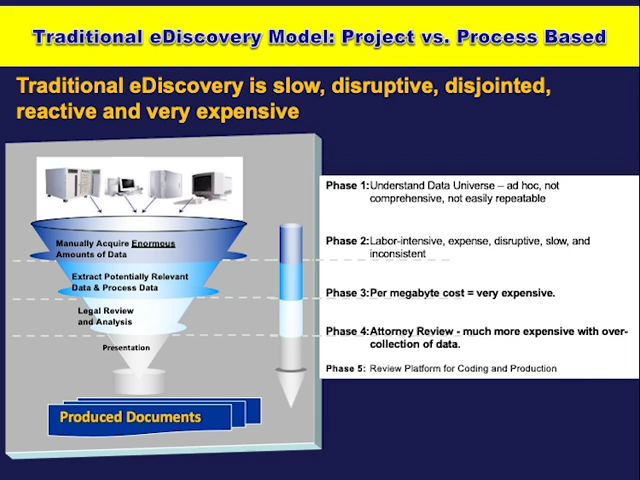 Traditional eDiscovery Model: Project vs. Process Based
Traditional eDiscovery is slow, disruptive, disjointed,
reactive and very expensive
Manually Acquire Enormous
Amounts of Data
Extract Potentially Relevant
Data & Process Data
Legal Review
and Analysis
Presentation
Produced Documents
Phase 1:Understand Data Universe – ad hoc, not
comprehensive, not easily repeatable
Phase 2:Labor-intensive, expense, disruptive, slow, and
inconsistent
Phase 3:Per megabyte cost = very expensive.
Phase 4:Attorney Review - much more expensive with over-
collection of data.
Phase 5: Review Platform for Coding and Production